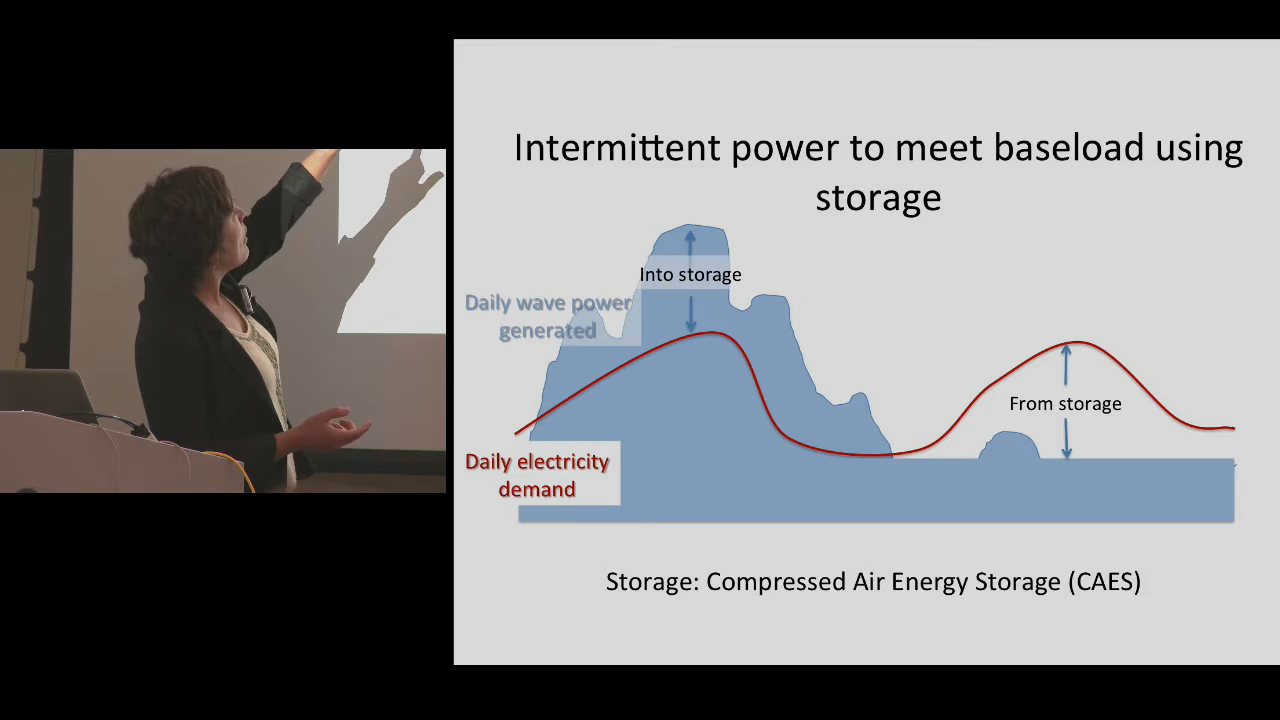 Intermittent power to meet baseload using
storage
Into storage
Daily wave power
generated
From storage
Daily electricity
demand
Storage: Compressed Air Energy Storage (CAES)